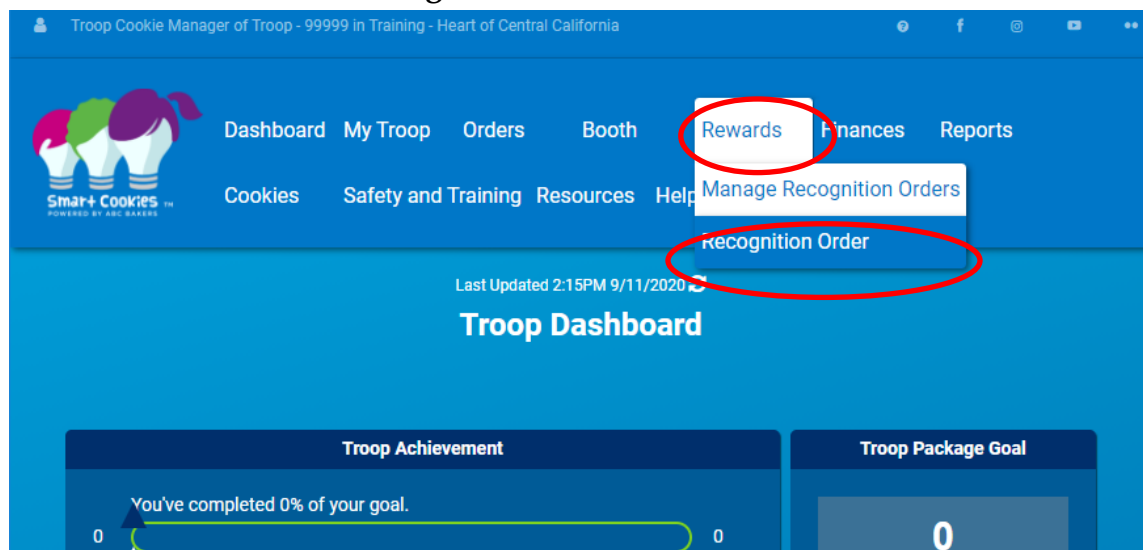 Troop Cookie Manager of Troop - 99999 in Training - Heart of Central California
Dashboard My Troop Orders Booth Rewards Finances Reports
Cookies Safety and Training Resources Help Manage Recognition Orders
Recognition Order
Smart Cookies TM
POWERED BY ABC BAKERS
Last Updated 2:15PM 9/11/2020
Troop Dashboard
Troop Achievement
Troop Package Goal
You've completed 0% of your goal.
0 0
0